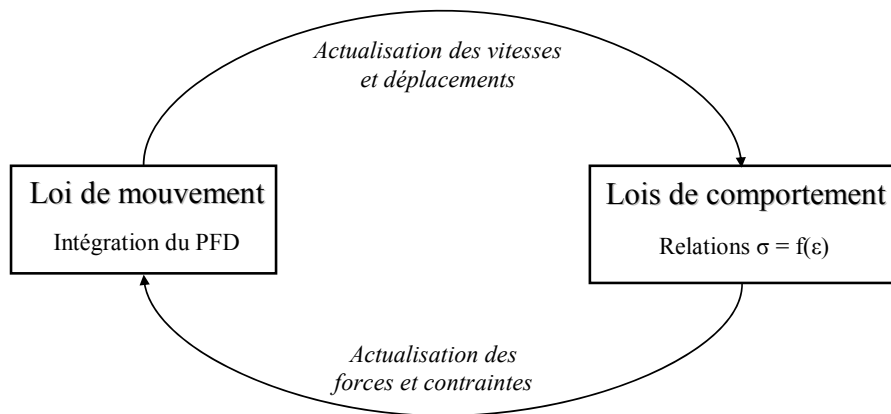 Actualisation des vitesses
et déplacements
Loi de mouvement
Intégration du PFD
Lois de comportement
Relations σ = f(ε)
Actualisation des
forces et contraintes